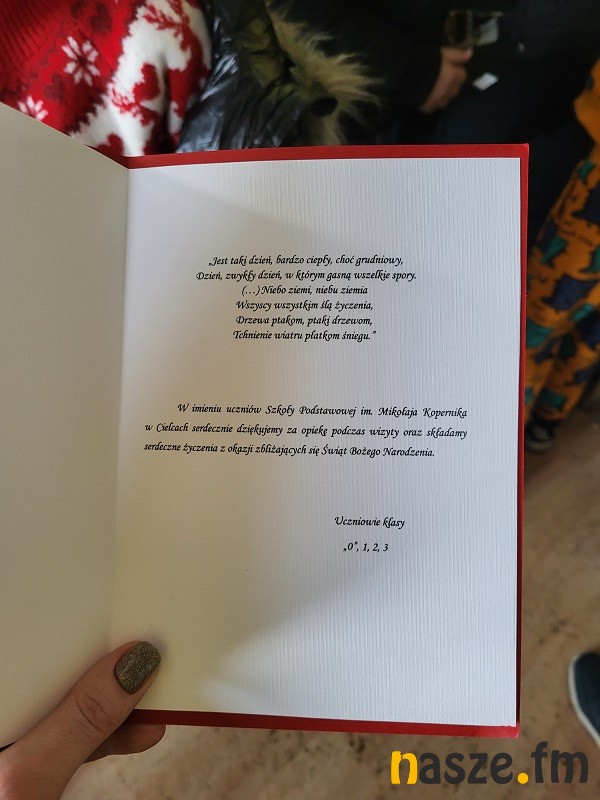 „Jest taki dzień, bardzo ciepły, choć grudniowy,
Dzień, zwykły dzień, w którym gasną wszelkie spory.
(…) Niebo ziemi, niebu ziemia
Wszyscy wszystkim ślą życzenia,
Drzewa ptakom, ptaki drzewom,
Tchnienie wiatru płatkom śniegu.”
W imieniu uczniów Szkoły Podstawowej im. Mikołaja Kopernika
w Cielcach serdecznie dziękujemy za opiekę podczas wizyty oraz składamy
serdeczne życzenia z okazji zbliżających się Świąt Bożego Narodzenia.
Uczniowie klasy
„0”, 1, 2, 3
nasze.fm